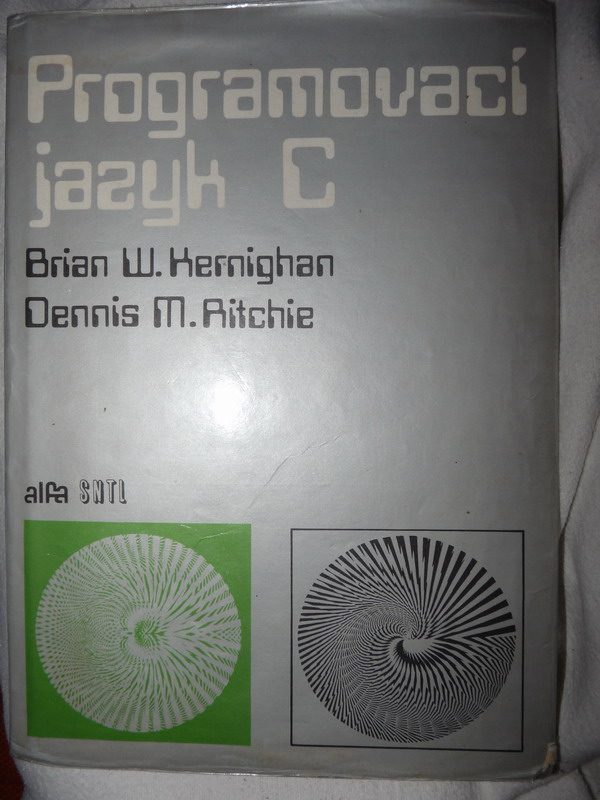 Programovací
jazyk C
Brian W. Kernighan
Dennis M. Ritchie
alfa SNTL